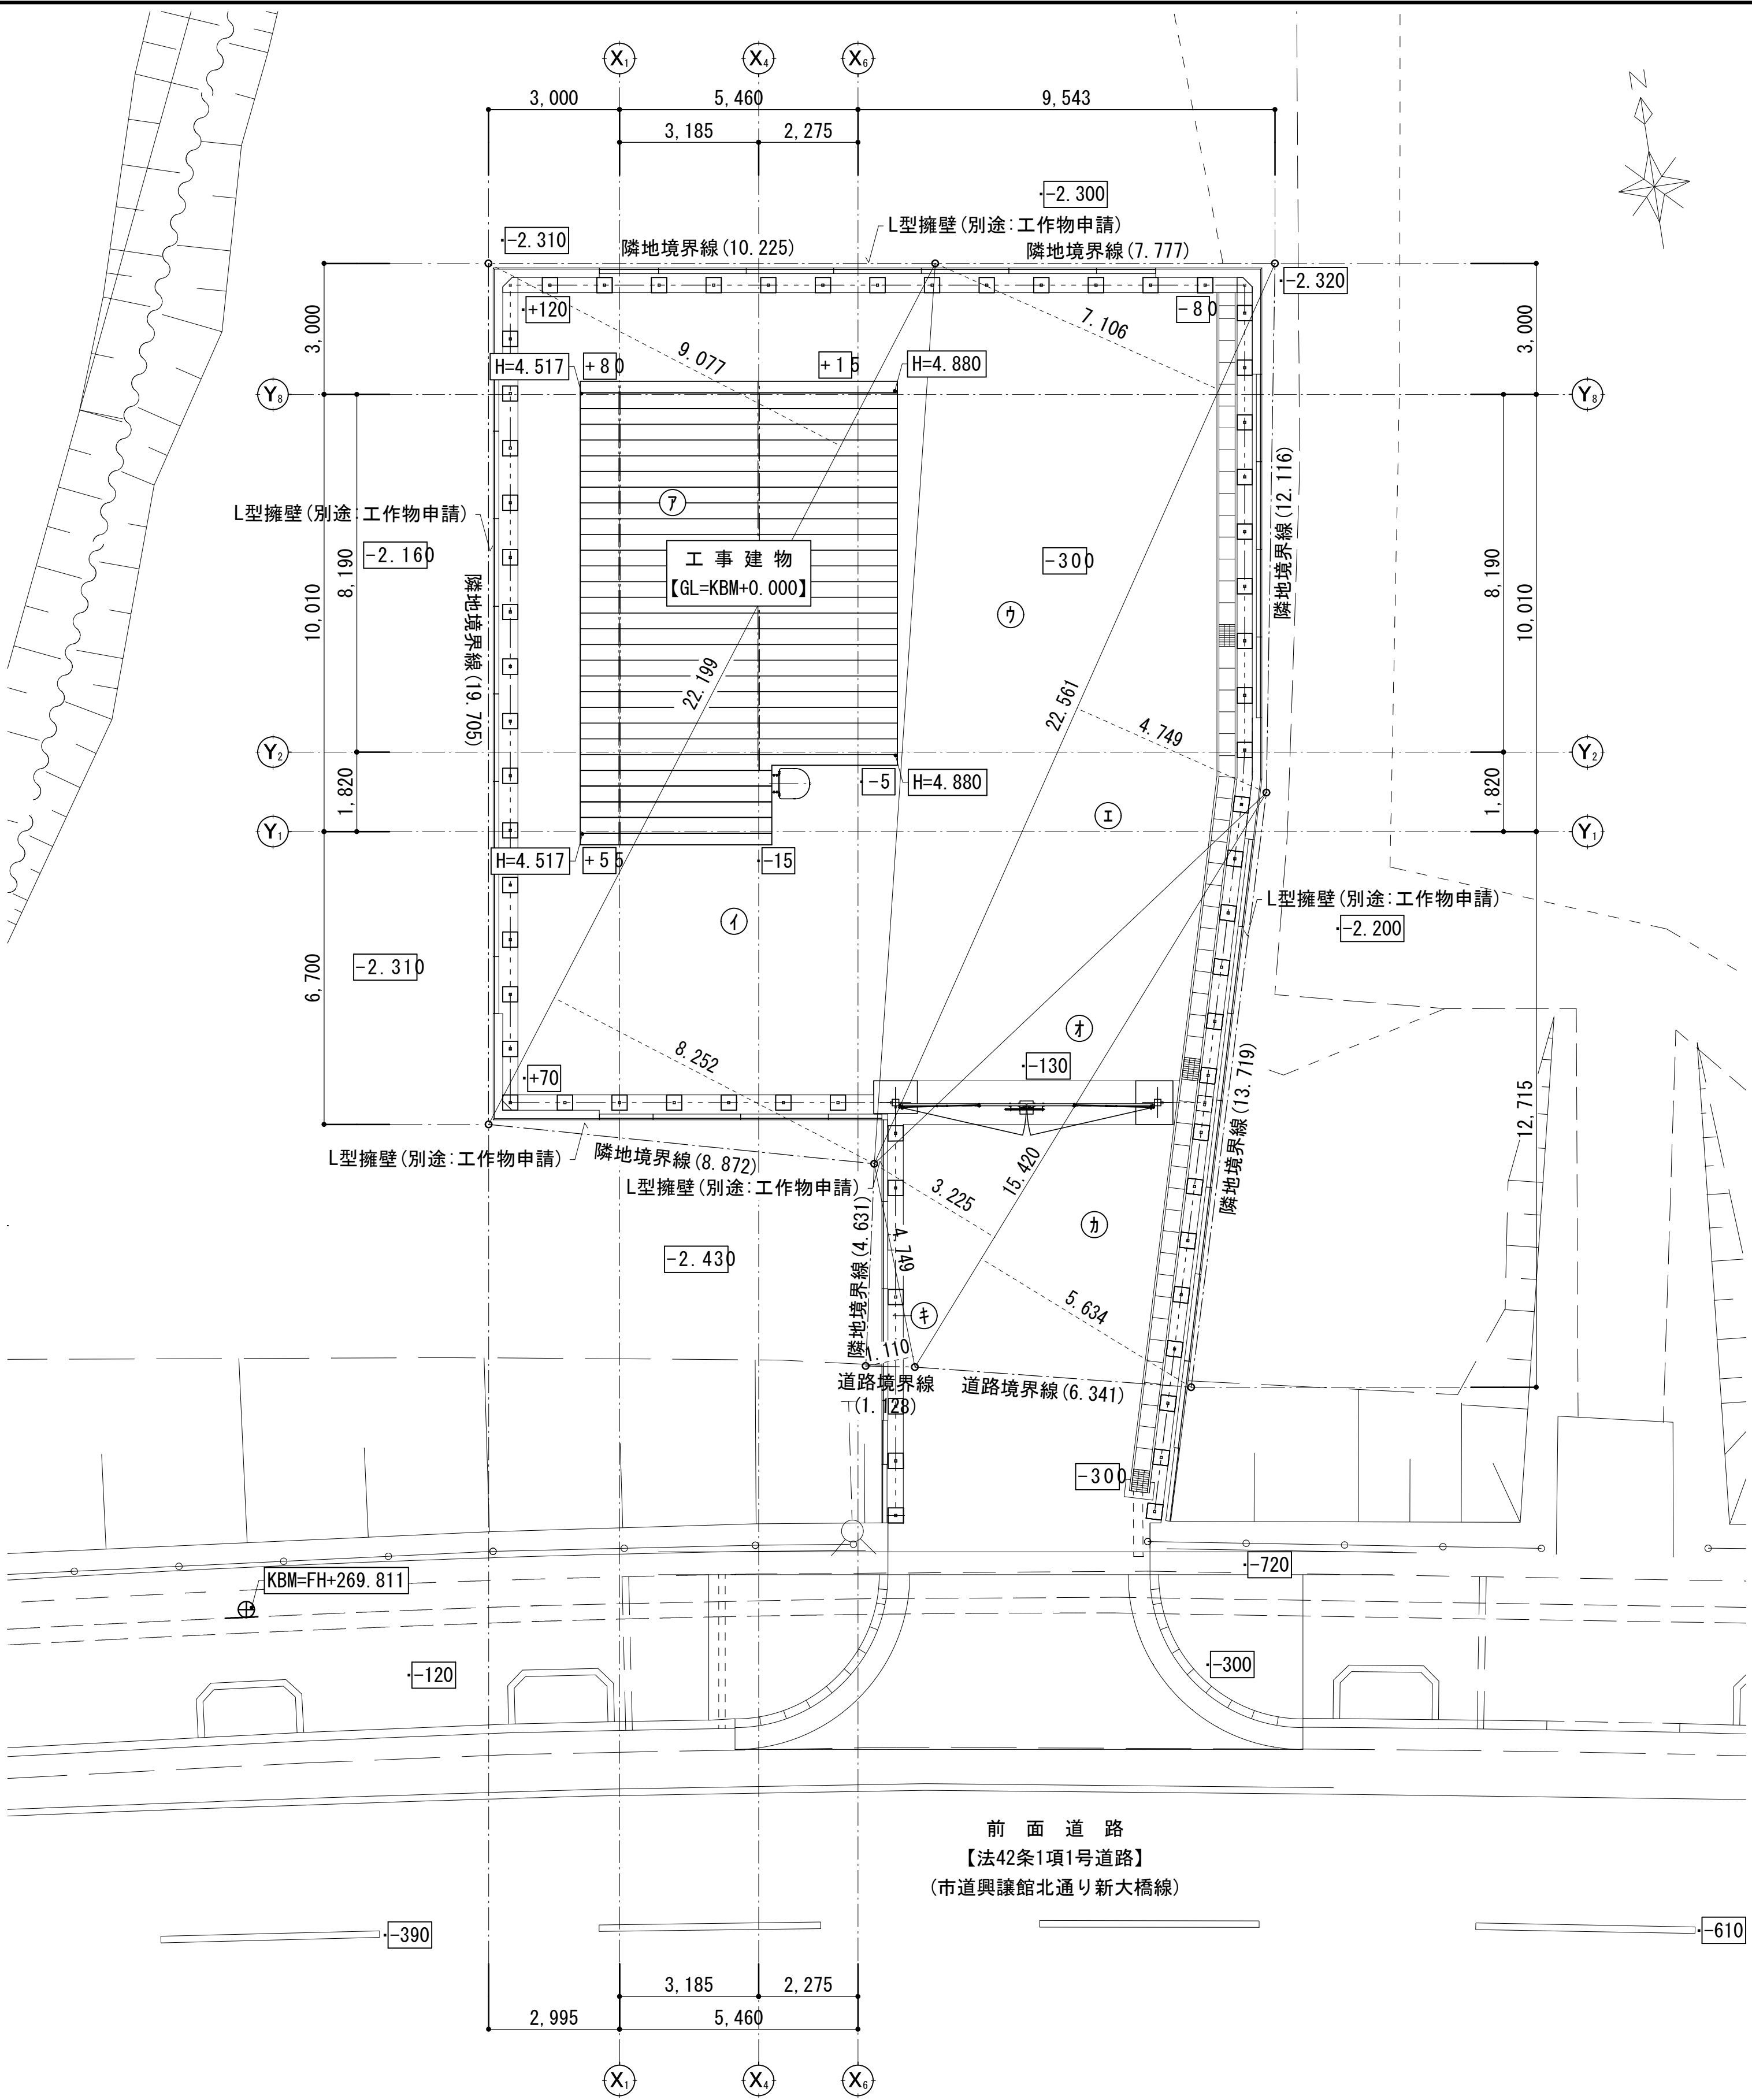 X1
X4
X6
N
3,000
5,460
9,543
3,185
2,275
-2.300
L型擁壁(別途:工作物申請)
-2.310
隣地境界線(10.225)
隣地境界線(7.777)
-2.320
+120
-80
3,000
3,000
7.106
9.077
H=4.517
+80
+15
H=4.880
Y8
Y8
隣地境界線(12.116)
L型擁壁(別途:工作物申請)
ア
-2.160
工事建物
【GL=KBM+0.000】
-300
ウ
10,010
8,190
8,190
10,010
隣地境界線(19.705)
22.199
22.561
4.749
Y2
Y2
-5
H=4.880
1,820
1,820
エ
Y1
Y1
H=4.517
+55
-15
L型擁壁(別途:工作物申請)
イ
-2.200
-2.310
6,700
オ
8.252
-130
+70
隣地境界線(13.719)
12,715
L型擁壁(別途:工作物申請)
隣地境界線(8.872)
L型擁壁(別途:工作物申請)
3.225
15.420
隣地境界線(4.631)
4.749
カ
-2.430
キ
5.634
1.110
道路境界線
(1.128)
道路境界線(6.341)
-300
-720
KBM=FH+269.811
-120
-300
前面道路
【法42条1項1号道路】
(市道興譲館北通り新大橋線)
-390
-610
3,185
2,275
2,995
5,460
X1
X4
X6